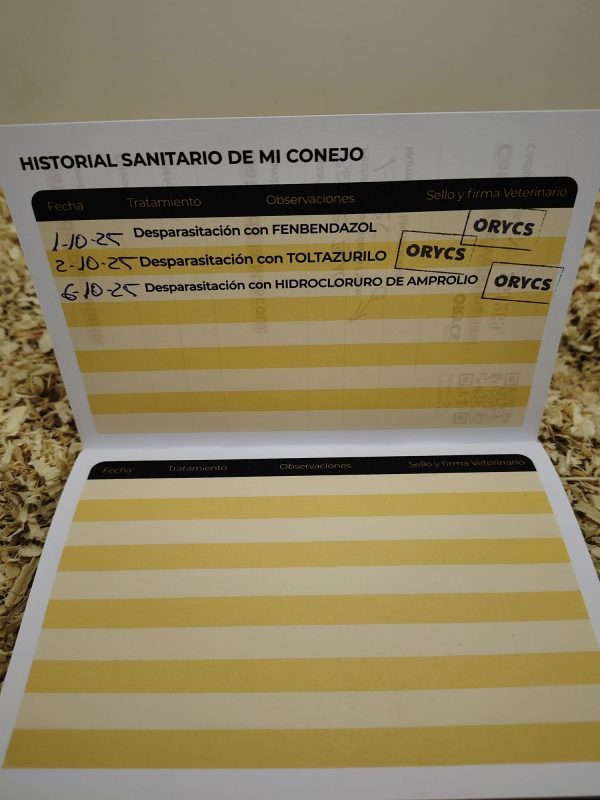 HISTORIAL SANITARIO DE MI CONEJO
Fecha Tratamiento Observaciones Sello y firma Veterinario
1-10-25 Desparasitación con FENBENDAZOL ORYCS
2-10-25 Desparasitación con TOLTAZURILO ORYCS
6-10-25 Desparasitación con HIDROCLORURO DE AMPROLIO ORYCS
Fecha Tratamiento Observaciones Sello y firma Veterinario